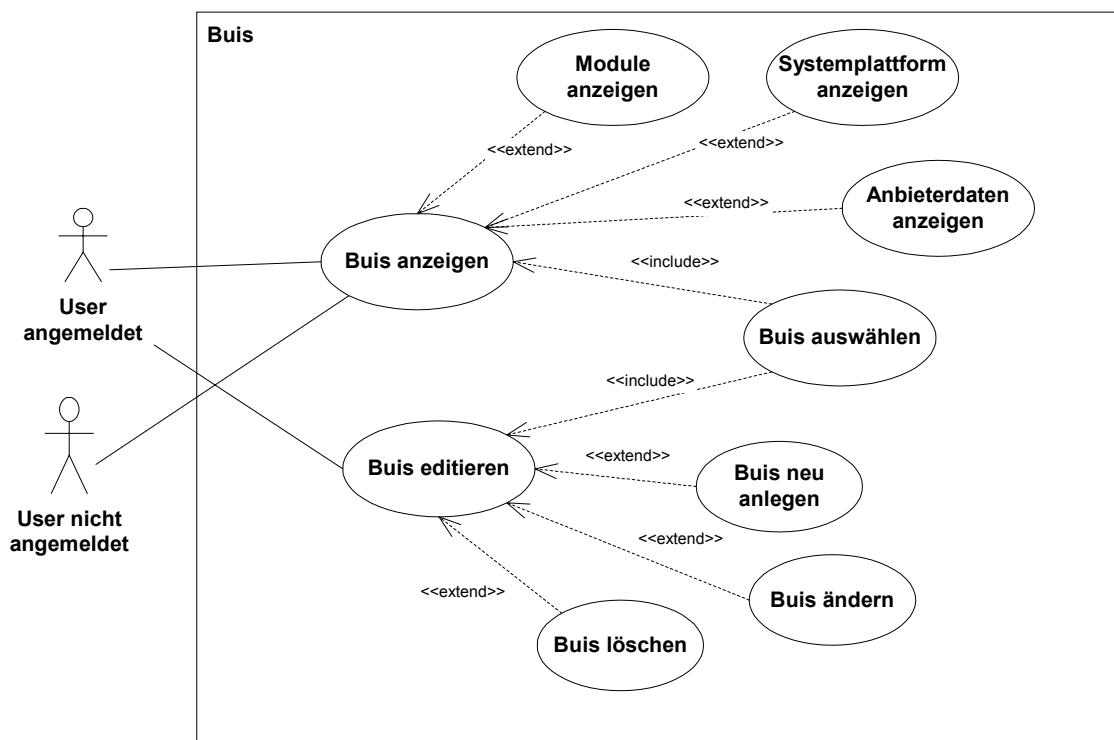 Buis
Module
anzeigen
Systemplattform
anzeigen
<<extend>>
<<extend>>
Anbieterdaten
anzeigen
<<extend>>
Buis anzeigen
<<include>>
User
angemeldet
Buis auswählen
<<include>>
Buis editieren
<<extend>>
Buis neu
anlegen
User nicht
angemeldet
<<extend>>
<<extend>>
Buis ändern
Buis löschen